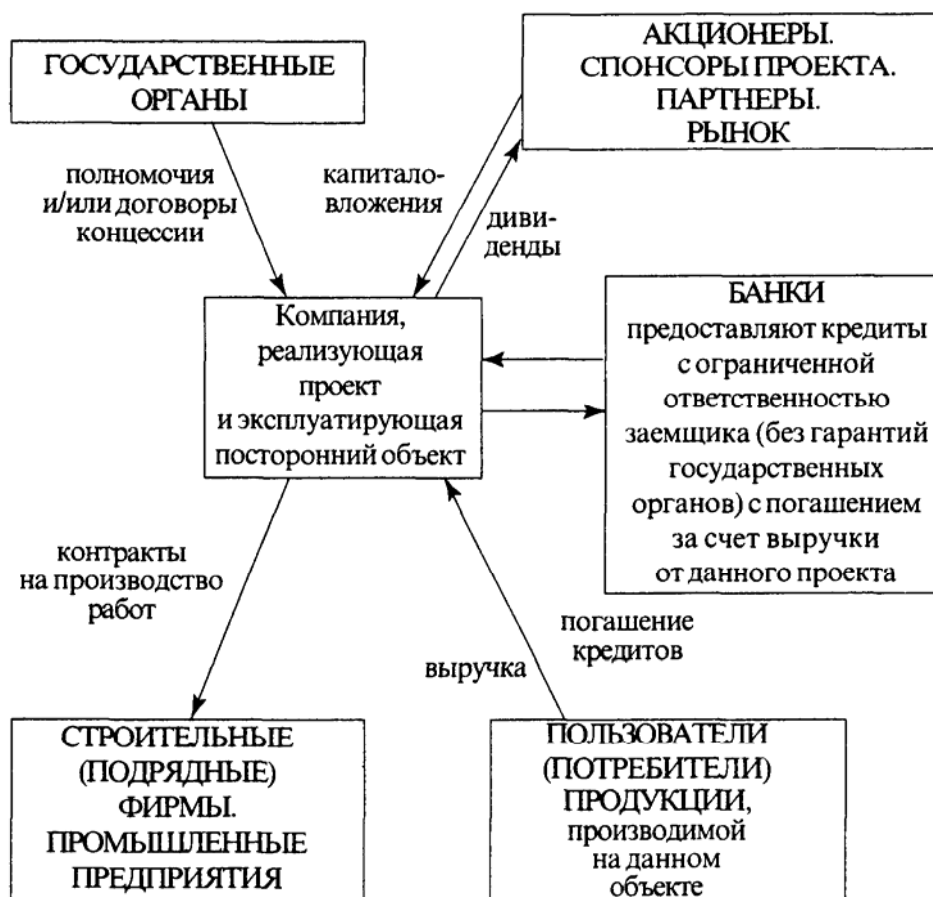 ГОСУДАРСТВЕННЫЕ
ОРГАНЫ
АКЦИОНЕРЫ.
СПОНСОРЫ ПРОЕКТА.
ПАРТНЕРЫ.
РЫНОК
полномочия
и/или договоры
концессии
капитало-
вложения
диви-
денды
Компания,
реализующая
проект
и эксплуатирующая
посторонний объект
БАНКИ
предоставляют кредиты
с ограниченной
ответственностью
заемщика (без гарантий
государственных
органов) с погашением
за счет выручки
от данного проекта
контракты
на производство
работ
выручка
погашение
кредитов
СТРОИТЕЛЬНЫЕ
(ПОДРЯДНЫЕ)
ФИРМЫ.
ПРОМЫШЛЕННЫЕ
ПРЕДПРИЯТИЯ
ПОЛЬЗОВАТЕЛИ
(ПОТРЕБИТЕЛИ)
ПРОДУКЦИИ,
производимой
на данном
объекте